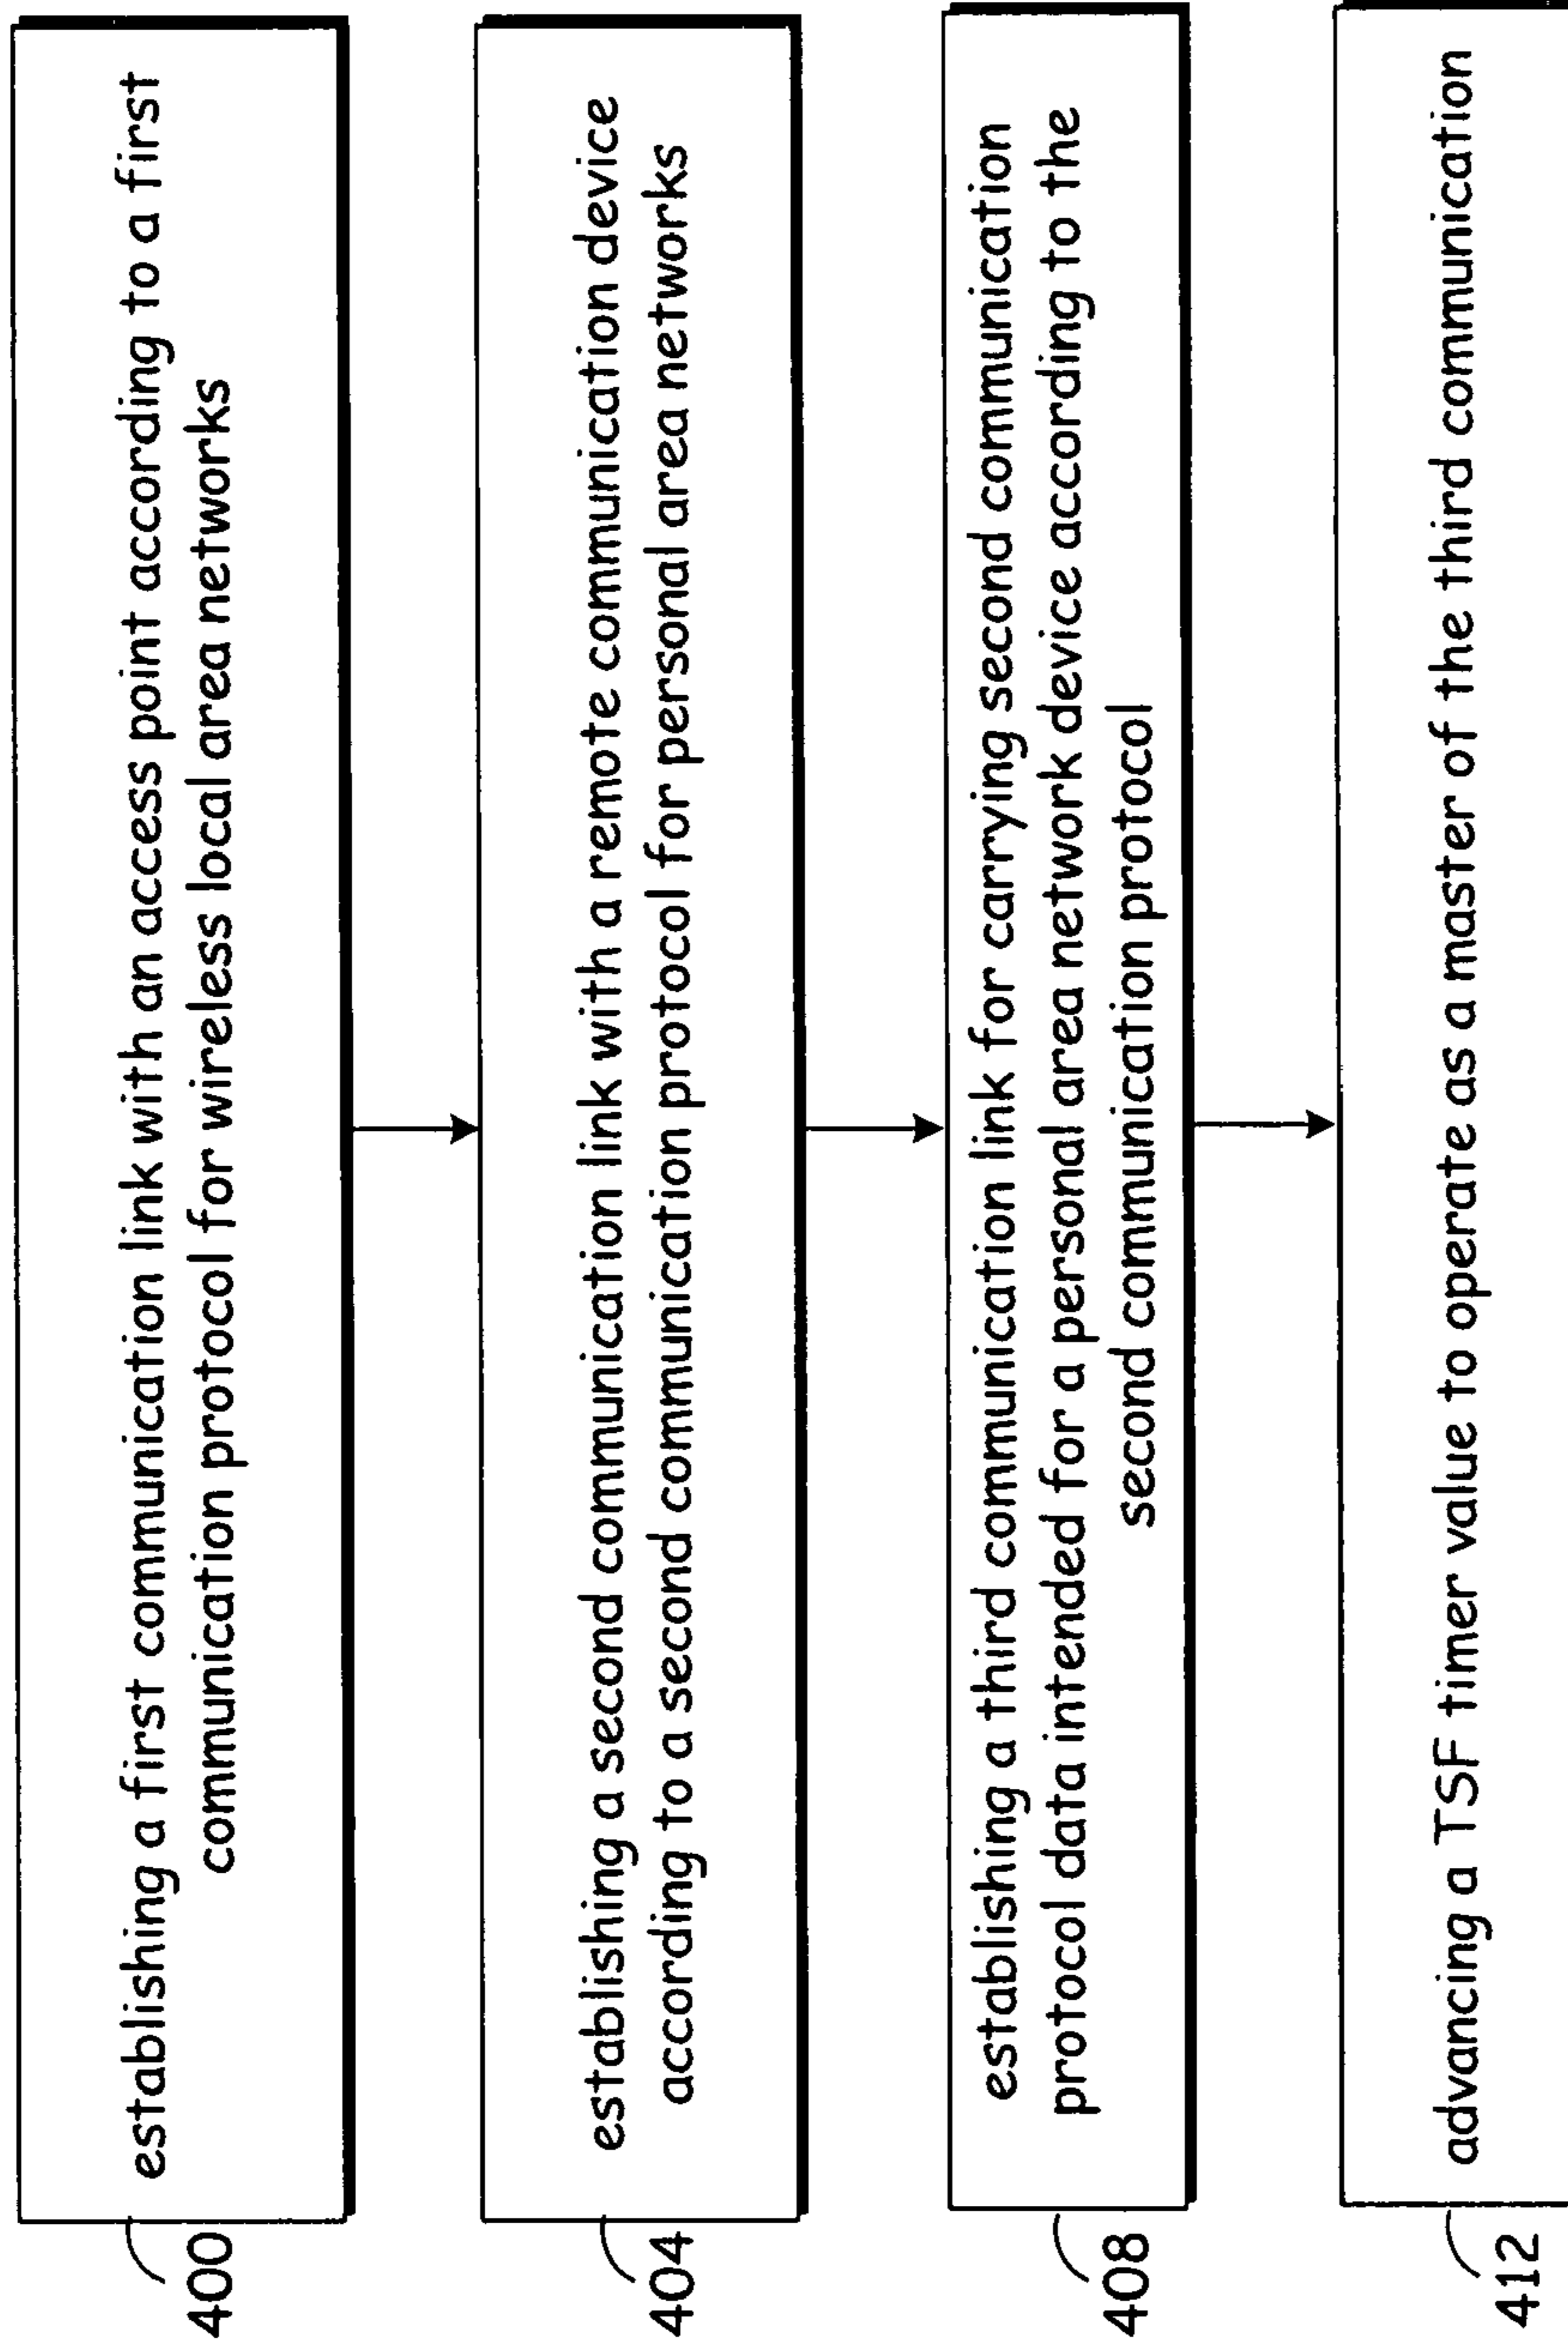 establishing a first communication link with an access point according to a first
communication protocol for wireless local area networks
400
establishing a second communication link with a remote communication device
according to a second communication protocol for personal area networks
404
establishing a third communication link for carrying second communication
protocol data intended for a personal area network device according to the
second communication protocol
408
advancing a TSF timer value to operate as a master of the third communication
412